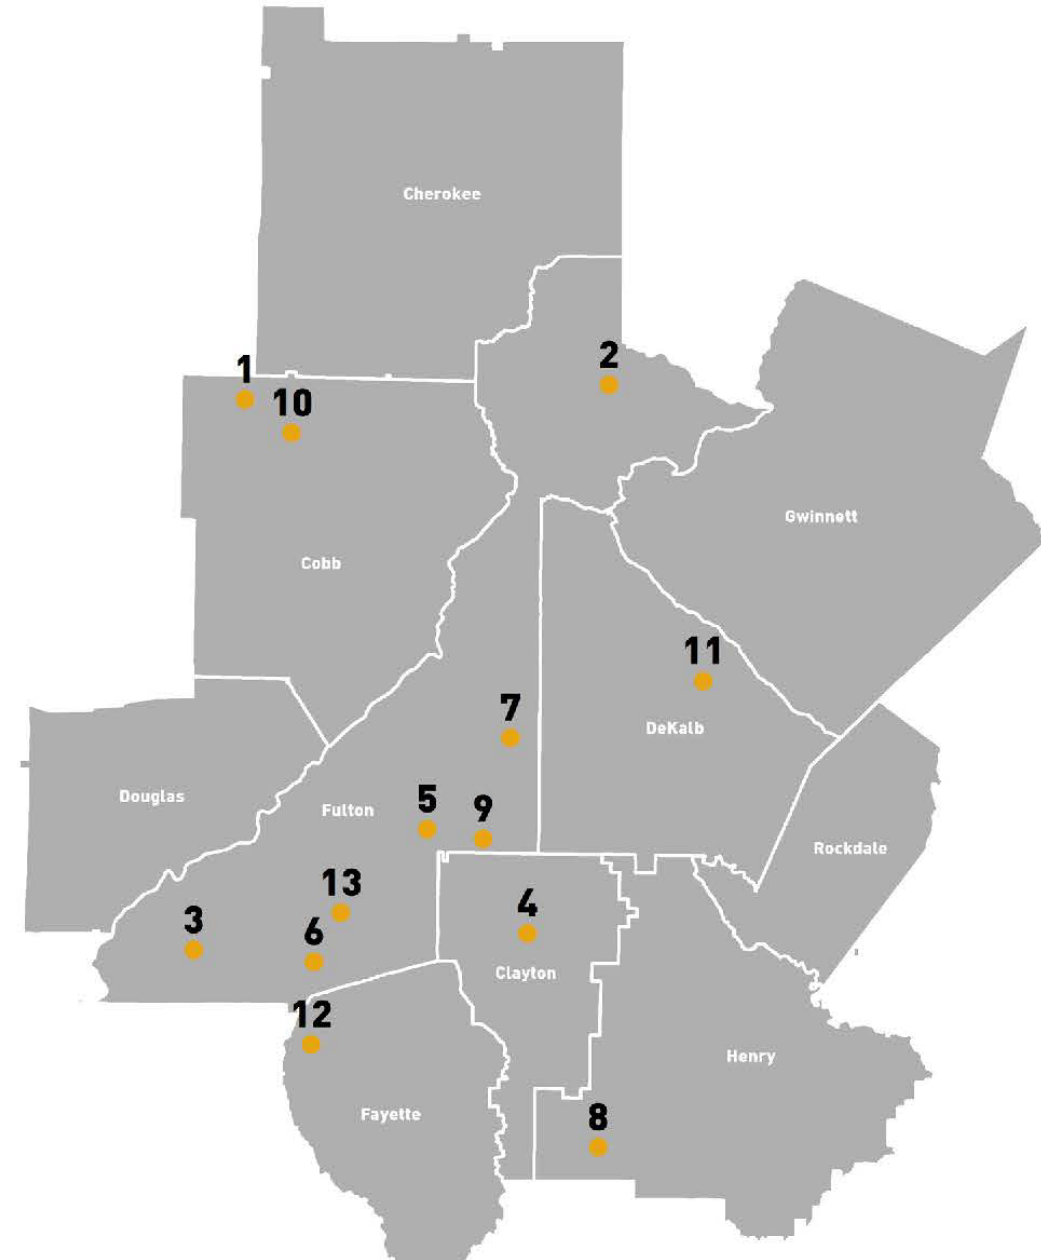 Cherokee
1
2
10
Gwinnett
Cobb
11
7
DeKalb
Douglas
5
Fulton
9
Rockdale
13
3
6
4
Clayton
12
Henry
Fayette
8